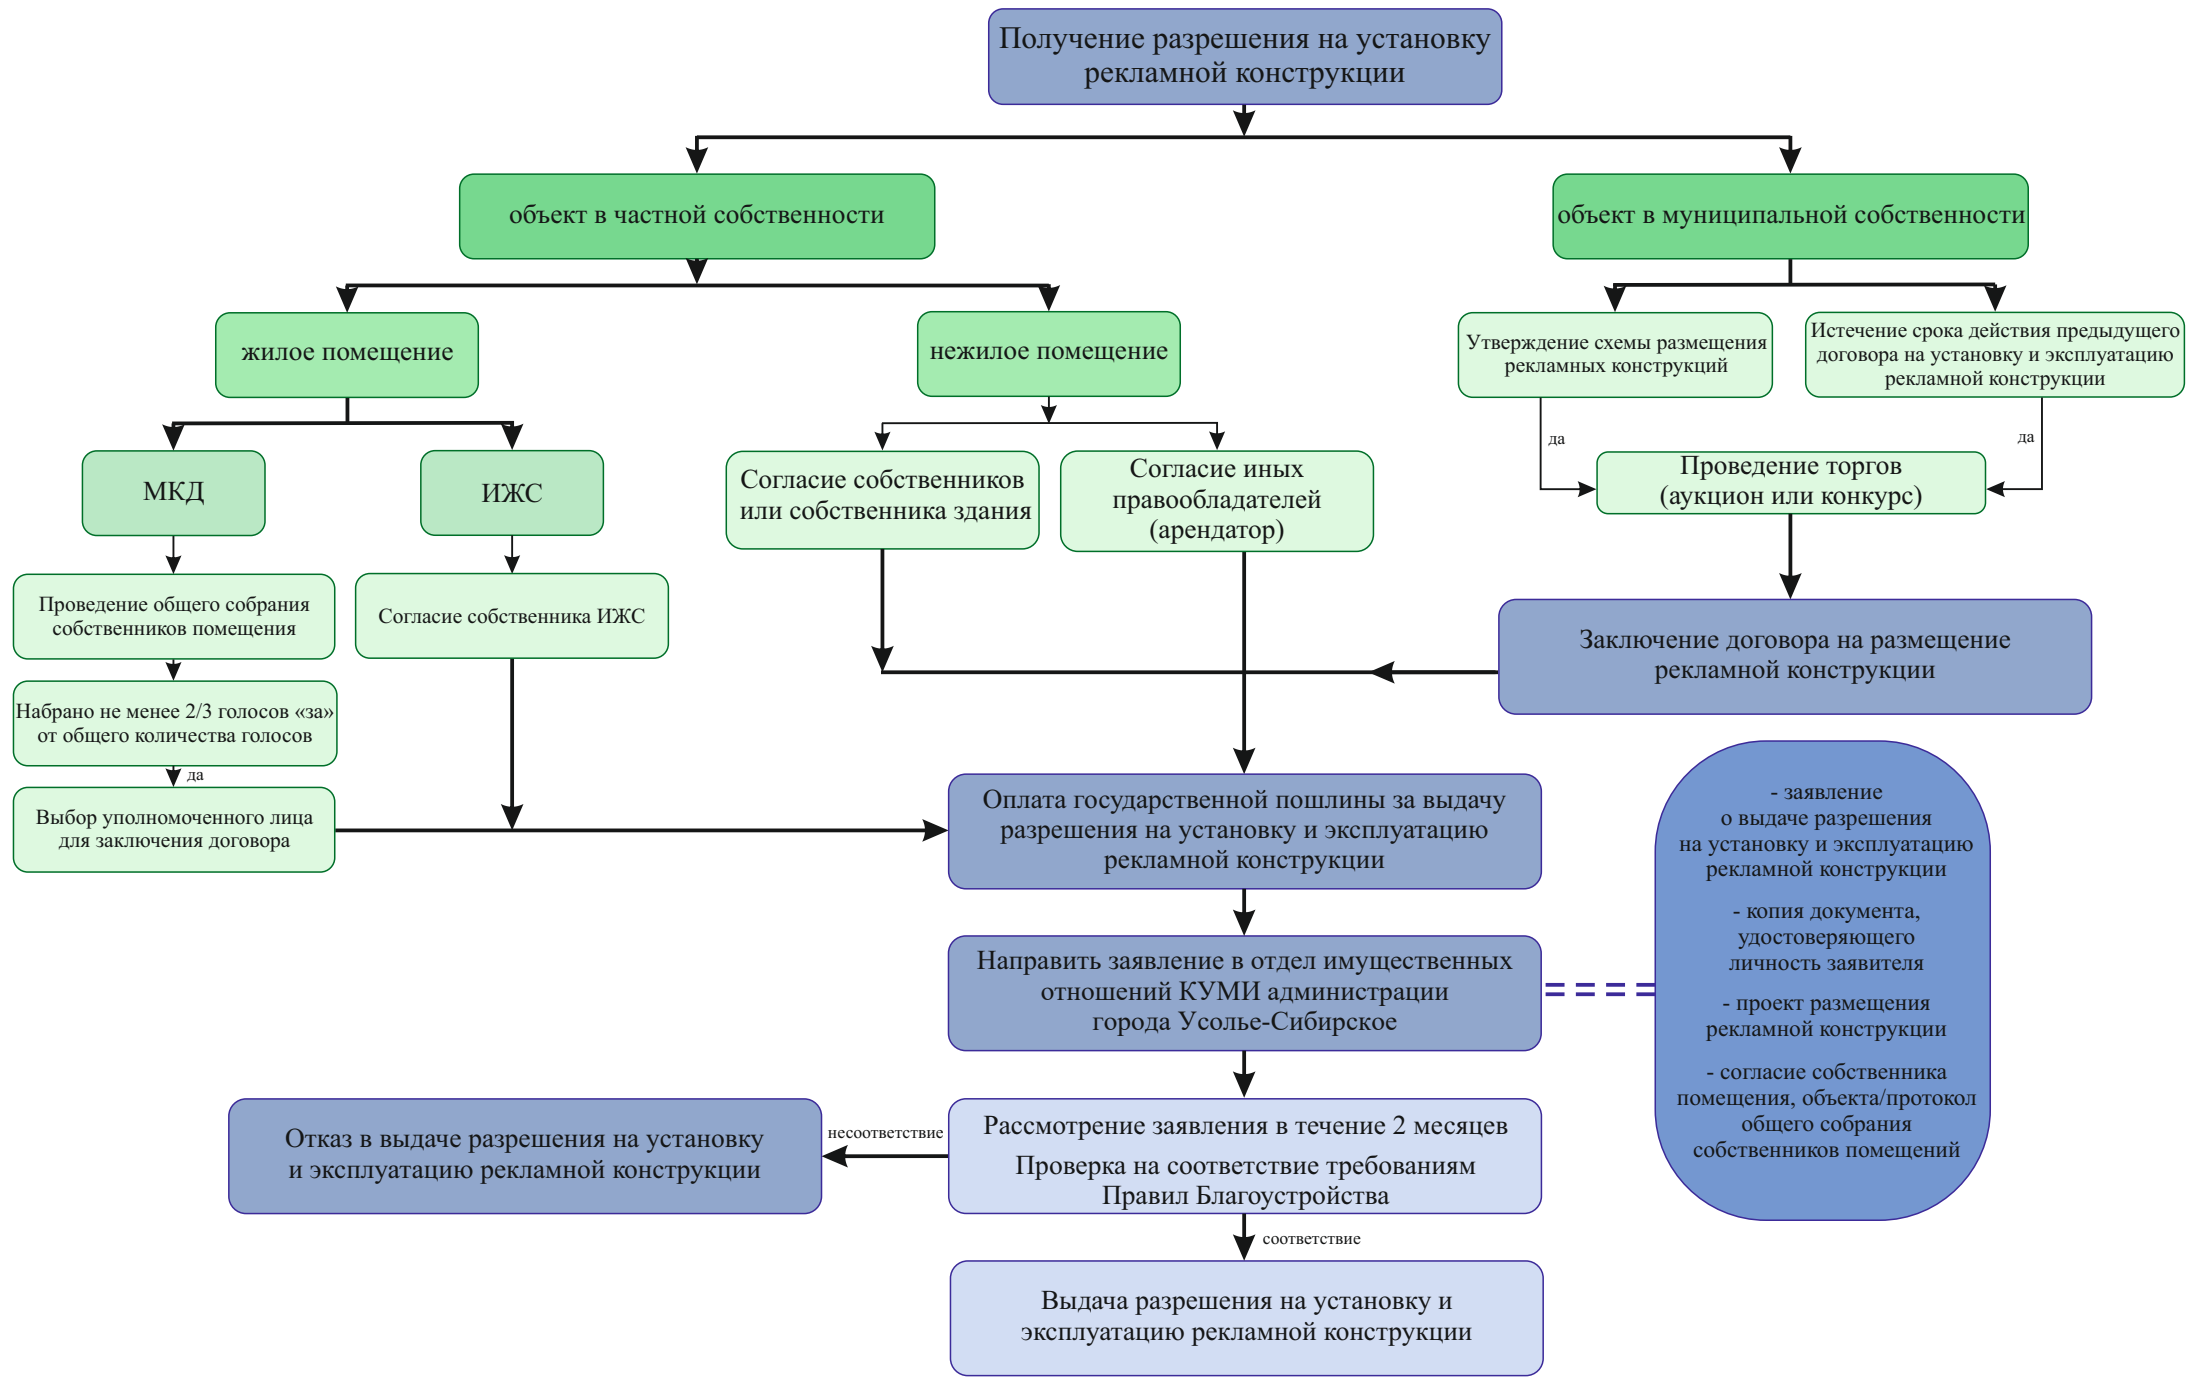 Получение разрешения на установку
рекламной конструкции
объект в частной собственности
объект в муниципальной собственности
жилое помещение
нежилое помещение
Утверждение схемы размещения
рекламных конструкций
Истечение срока действия предыдущего
договора на установку и эксплуатацию
рекламной конструкции
да
да
МКД
ИЖС
Согласие собственников
или собственника здания
Согласие иных
правообладателей
(арендатор)
Проведение торгов
(аукцион или конкурс)
Проведение общего собрания
собственников помещения
Согласие собственника ИЖС
Заключение договора на размещение
рекламной конструкции
Набрано не менее 2/3 голосов «за»
от общего количества голосов
да
Выбор уполномоченного лица
для заключения договора
Оплата государственной пошлины за выдачу
разрешения на установку и эксплуатацию
рекламной конструкции
- заявление
о выдаче разрешения
на установку и эксплуатацию
рекламной конструкции
- копия документа,
удостоверяющего
личность заявителя
- проект размещения
рекламной конструкции
- согласие собственника
помещения, объекта/протокол
общего собрания
собственников помещений
Направить заявление в отдел имущественных
отношений КУМИ администрации
города Усолье-Сибирское
Отказ в выдаче разрешения на установку
и эксплуатацию рекламной конструкции
несоответствие
Рассмотрение заявления в течение 2 месяцев
Проверка на соответствие требованиям
Правил Благоустройства
соответствие
Выдача разрешения на установку и
эксплуатацию рекламной конструкции